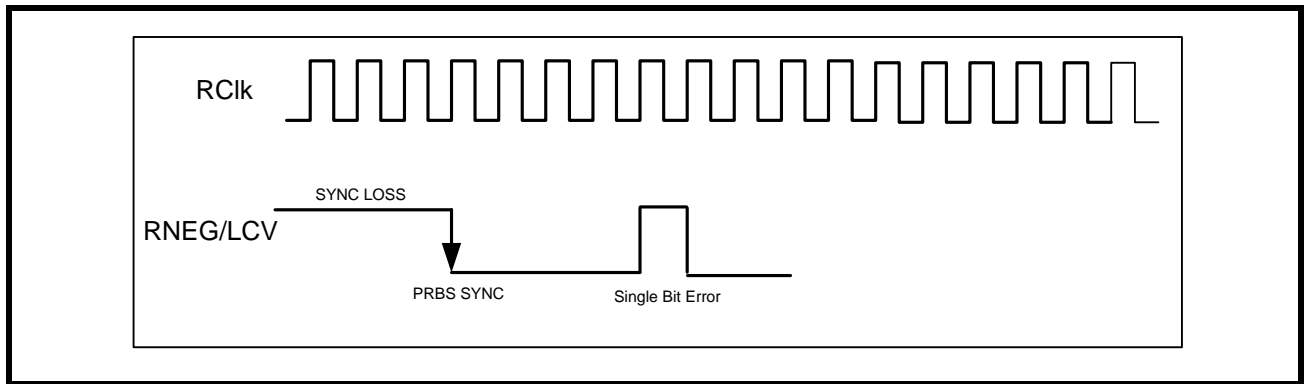 RClk
SYNC LOSS
RNEG/LCV
PRBS SYNC
Single Bit Error